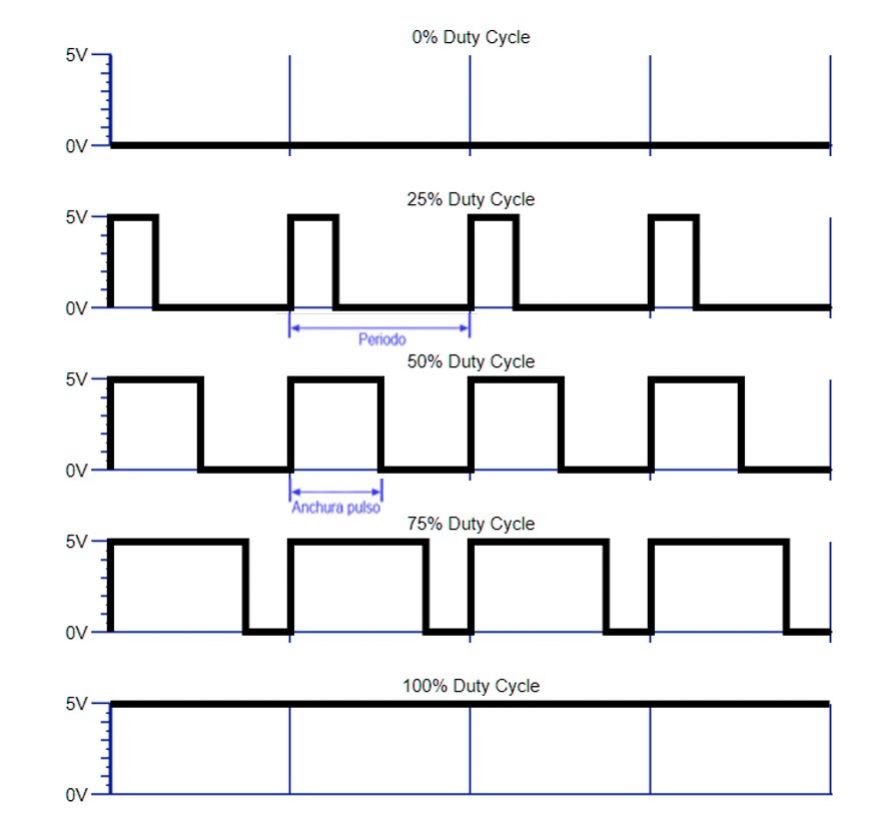 0% Duty Cycle
5V
0V
25% Duty Cycle
5V
0V
Periodo
50% Duty Cycle
5V
0V
Anchura pulso
75% Duty Cycle
5V
0V
100% Duty Cycle
5V
0V